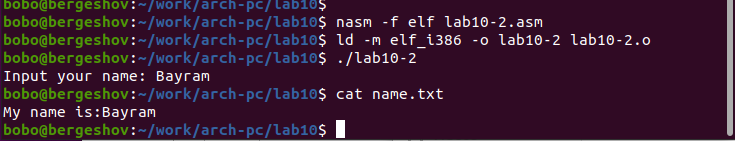 bobo@bergeshov:~/work/arch-pc/lab10$
bobo@bergeshov:~/work/arch-pc/lab10$ nasm -f elf lab10-2.asm
bobo@bergeshov:~/work/arch-pc/lab10$ ld -m elf_i386 -o lab10-2 lab10-2.o
bobo@bergeshov:~/work/arch-pc/lab10$ ./lab10-2
Input your name: Bayram
bobo@bergeshov:~/work/arch-pc/lab10$ cat name.txt
My name is:Bayram
bobo@bergeshov:~/work/arch-pc/lab10$